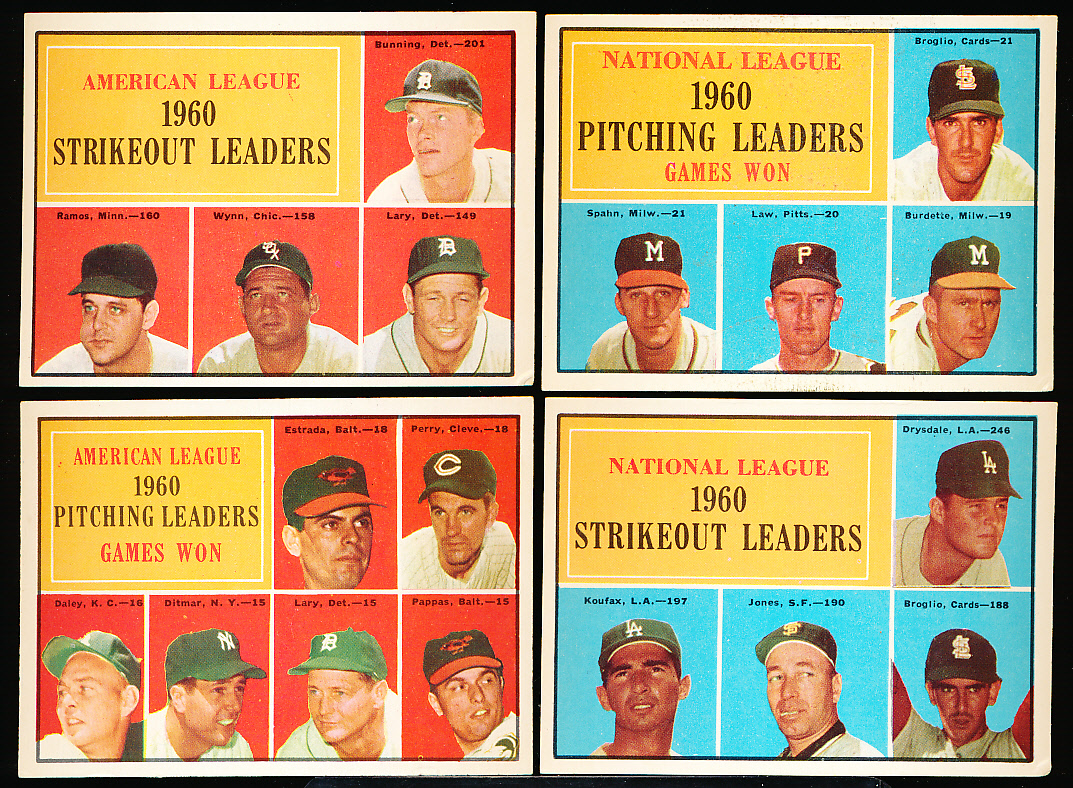 AMERICAN LEAGUE
1960
STRIKEOUT LEADERS
Bunning, Det.—201
Ramos, Minn.—160
Wynn, Chic.—158
Lary, Det.—149
NATIONAL LEAGUE
1960
PITCHING LEADERS
GAMES WON
Broglio, Cards—21
Spahn, Milw.—21
Law, Pitts.—20
Burdette, Milw.—19
AMERICAN LEAGUE
1960
PITCHING LEADERS
GAMES WON
Estrada, Balt.—18
Perry, Cleve.—18
Daley, K. C.—16
Ditmar, N. Y.—15
Lary, Det.—15
Pappas, Balt.—15
NATIONAL LEAGUE
1960
STRIKEOUT LEADERS
Drysdale, L.A.—246
Koufax, L.A.—197
Jones, S.F.—190
Broglio, Cards—188